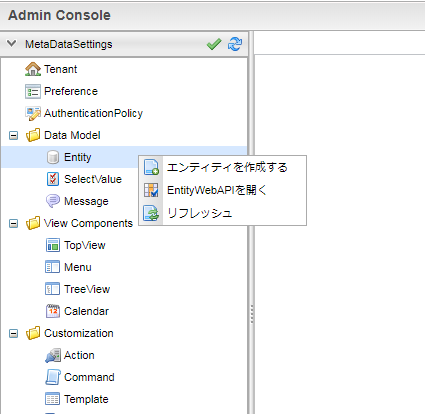 Admin Console
MetaDataSettings
Tenant
Preference
AuthenticationPolicy
Data Model
Entity
エンティティを作成する
SelectValue
EntityWebAPIを開く
Message
リフレッシュ
View Components
TopView
Menu
TreeView
Calendar
Customization
Action
Command
Template